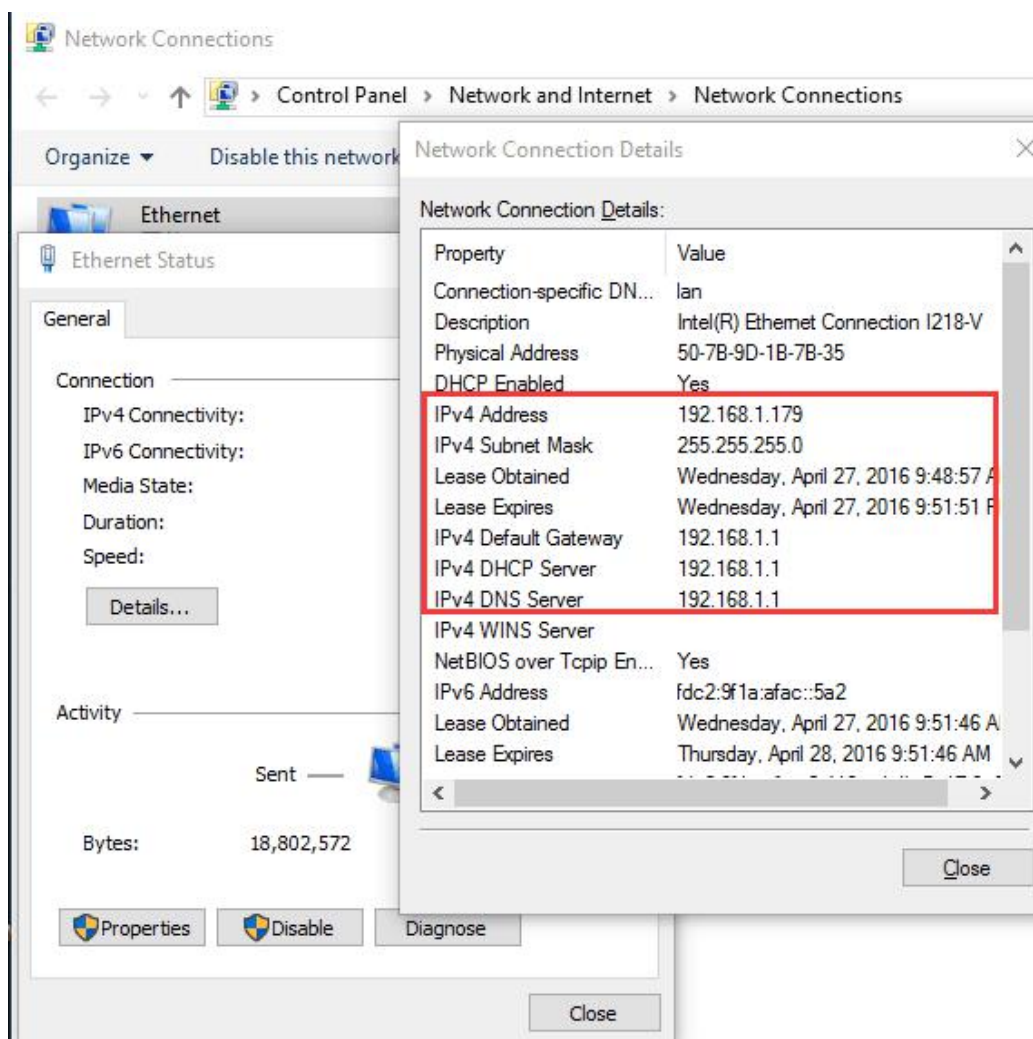 Network Connections
Control Panel > Network and Internet > Network Connections
Organize Disable this network
Ethernet
Ethernet Status
General
Connection
IPv4 Connectivity:
IPv6 Connectivity:
Media State:
Duration:
Speed:
Details...
Activity
Sent
Bytes: 18,802,572
Properties Disable Diagnose
Close
Network Connection Details
Network Connection Details:
Property Value
Connection-specific DN... lan
Description Intel(R) Ethernet Connection I218-V
Physical Address 50-7B-9D-1B-7B-35
DHCP Enabled Yes
IPv4 Address 192.168.1.179
IPv4 Subnet Mask 255.255.255.0
Lease Obtained Wednesday, April 27, 2016 9:48:57 A
Lease Expires Wednesday, April 27, 2016 9:51:51
IPv4 Default Gateway 192.168.1.1
IPv4 DHCP Server 192.168.1.1
IPv4 DNS Server 192.168.1.1
IPv4 WINS Server
NetBIOS over Tcpip En... Yes
IPv6 Address fdc2:9f1a:afac::5a2
Lease Obtained Wednesday, April 27, 2016 9:51:46 A
Lease Expires Thursday, April 28, 2016 9:51:46 AM
Close